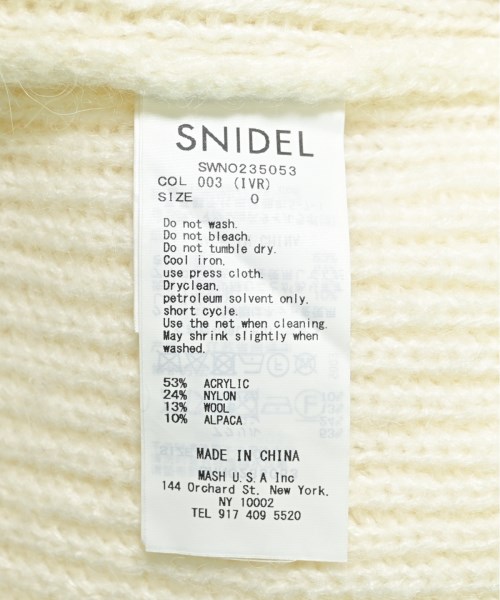 SNIDEL
SWNO235053
COL 003 (IVR)
SIZE 0
Do not wash.
Do not bleach.
Do not tumble dry.
Cool iron.
use press cloth.
Dryclean.
petroleum solvent only.
short cycle.
Use the net when cleaning.
May shrink slightly when
washed.
53% ACRYLIC
24% NYLON
13% WOOL
10% ALPACA
MADE IN CHINA
MASH U.S.A Inc
144 Orchard St. New York.
NY 10002
TEL 917 409 5520